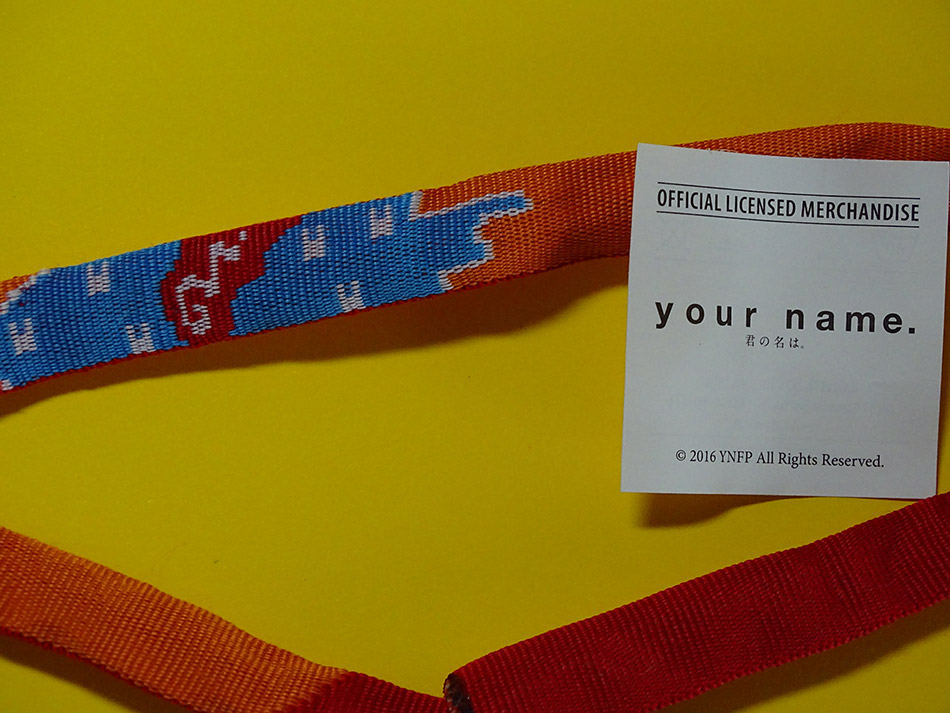 OFFICIAL LICENSED MERCHANDISE
your name.
君の名は。
© 2016 YNFP All Rights Reserved.